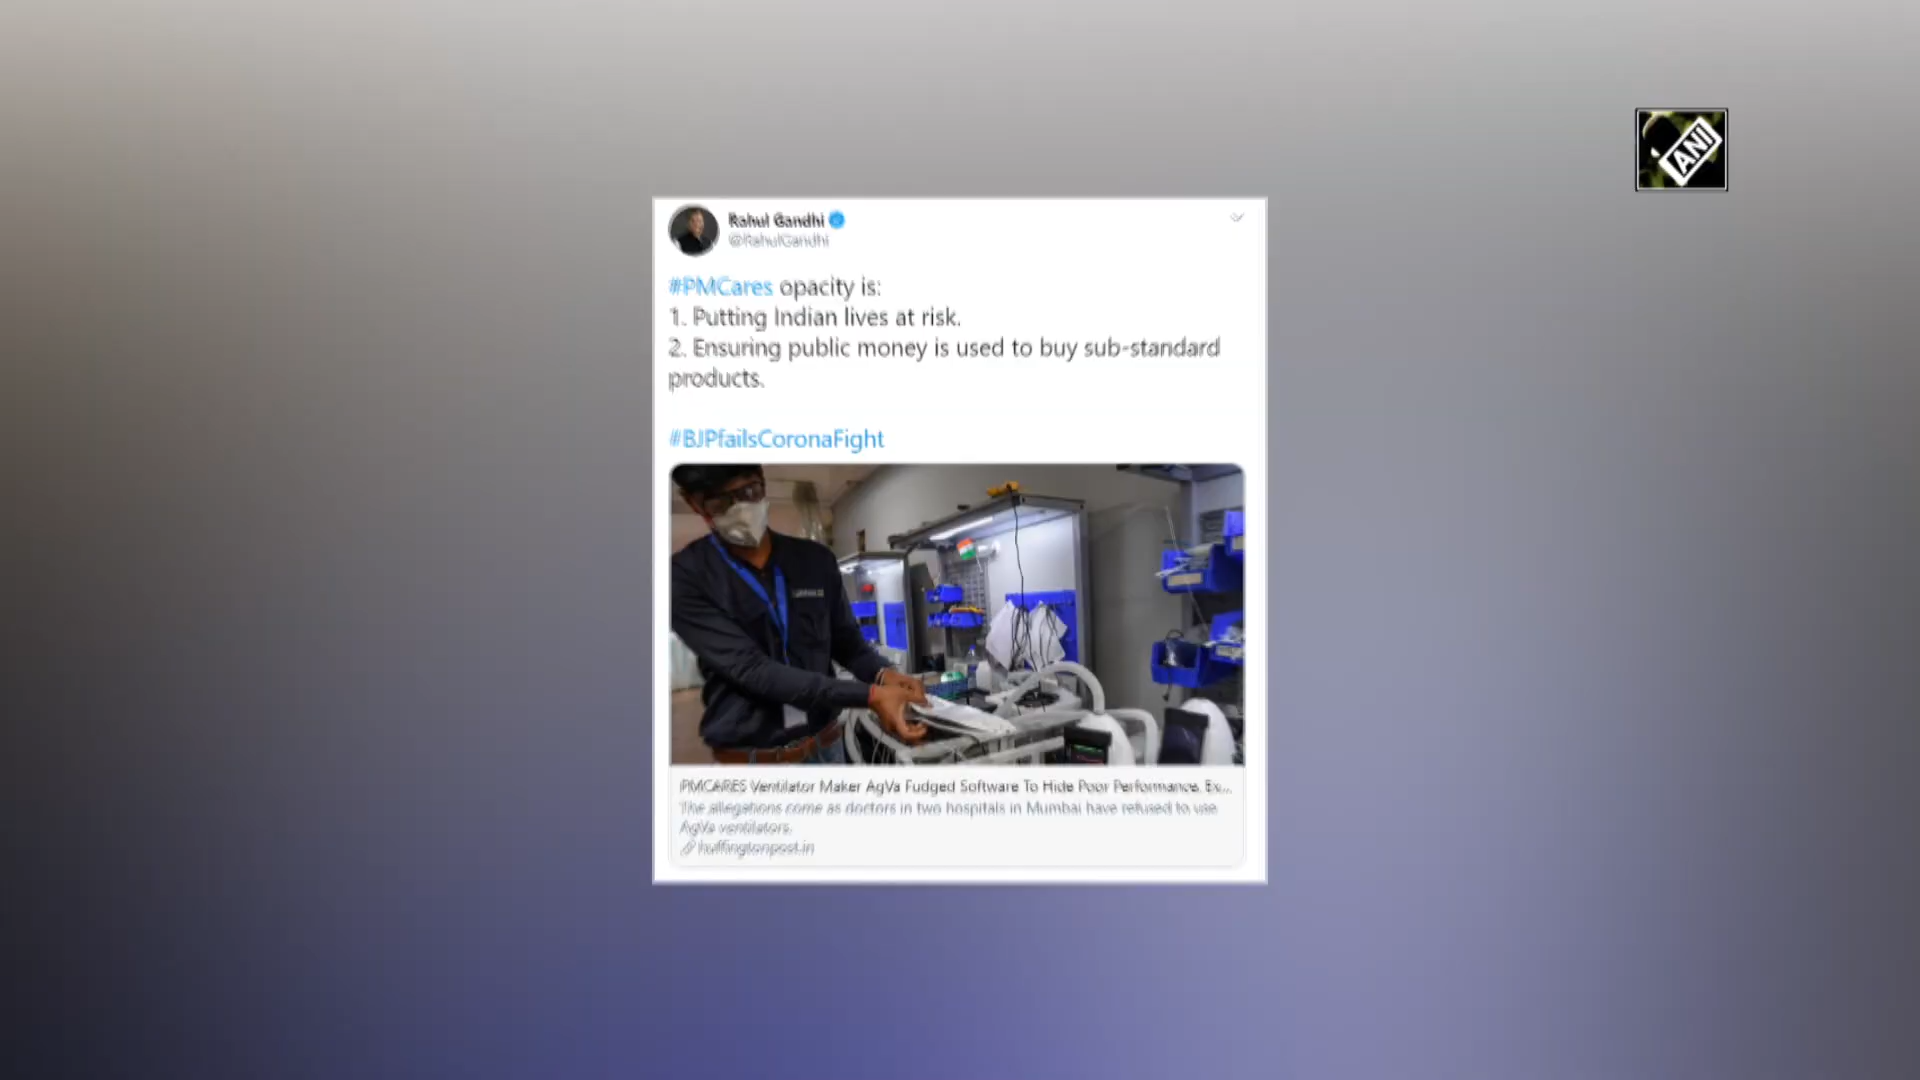 ANI
Rahul Gandhi
@RahulGandhi
#PMCares opacity is:
1. Putting Indian lives at risk.
2. Ensuring public money is used to buy sub-standard
products.
#BJPfailsCoronaFight
PMCARES Ventilator Maker AgVa Fudged Software To Hide Poor Performance, Ex...
The allegations come as doctors in two hospitals in Mumbai have refused to use
AgVa ventilators.
huffingtonpost.in